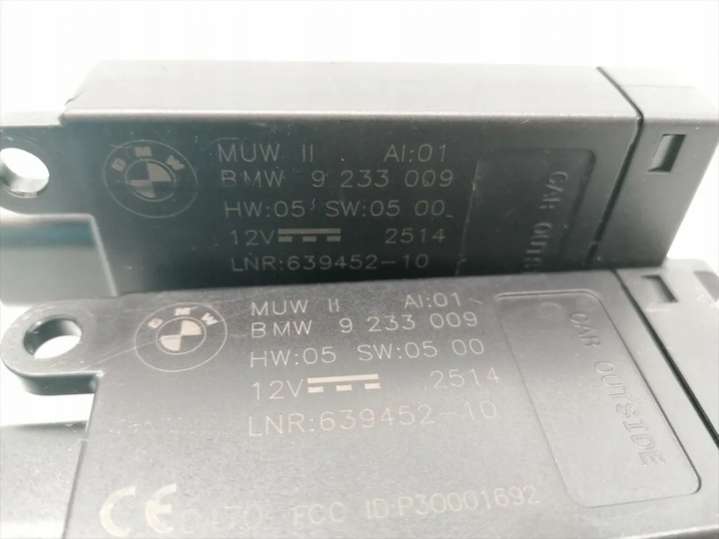 BMW
MUW II AI:01
BMW 9 233 009
HW:05 SW:05 00
12V 2514
LNR:639452-10
CAR
BMW
MUW II AI:01
BMW 9 233 009
HW:05 SW:05 00
12V 2514
LNR:639452-10
CAR OUTSIDE
CE FCC ID:P30001692